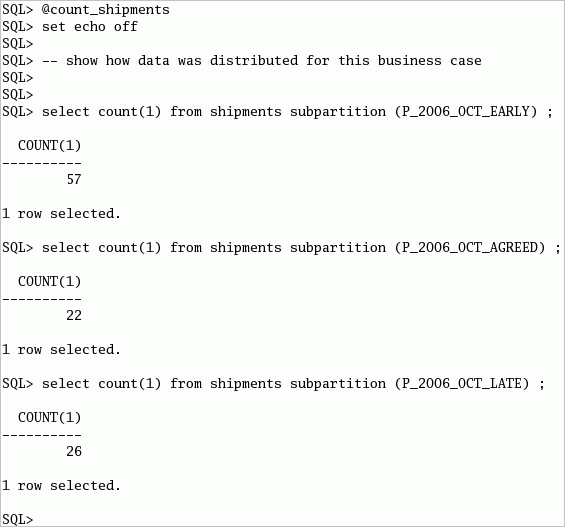 SQL> @count_shipments
SQL> set echo off
SQL>
SQL> -- show how data was distributed for this business case
SQL>
SQL>
SQL> select count(1) from shipments subpartition (P_2006_OCT_EARLY) ;
COUNT(1)
----------
57
1 row selected.
SQL> select count(1) from shipments subpartition (P_2006_OCT_AGREED) ;
COUNT(1)
----------
22
1 row selected.
SQL> select count(1) from shipments subpartition (P_2006_OCT_LATE) ;
COUNT(1)
----------
26
1 row selected.
SQL>